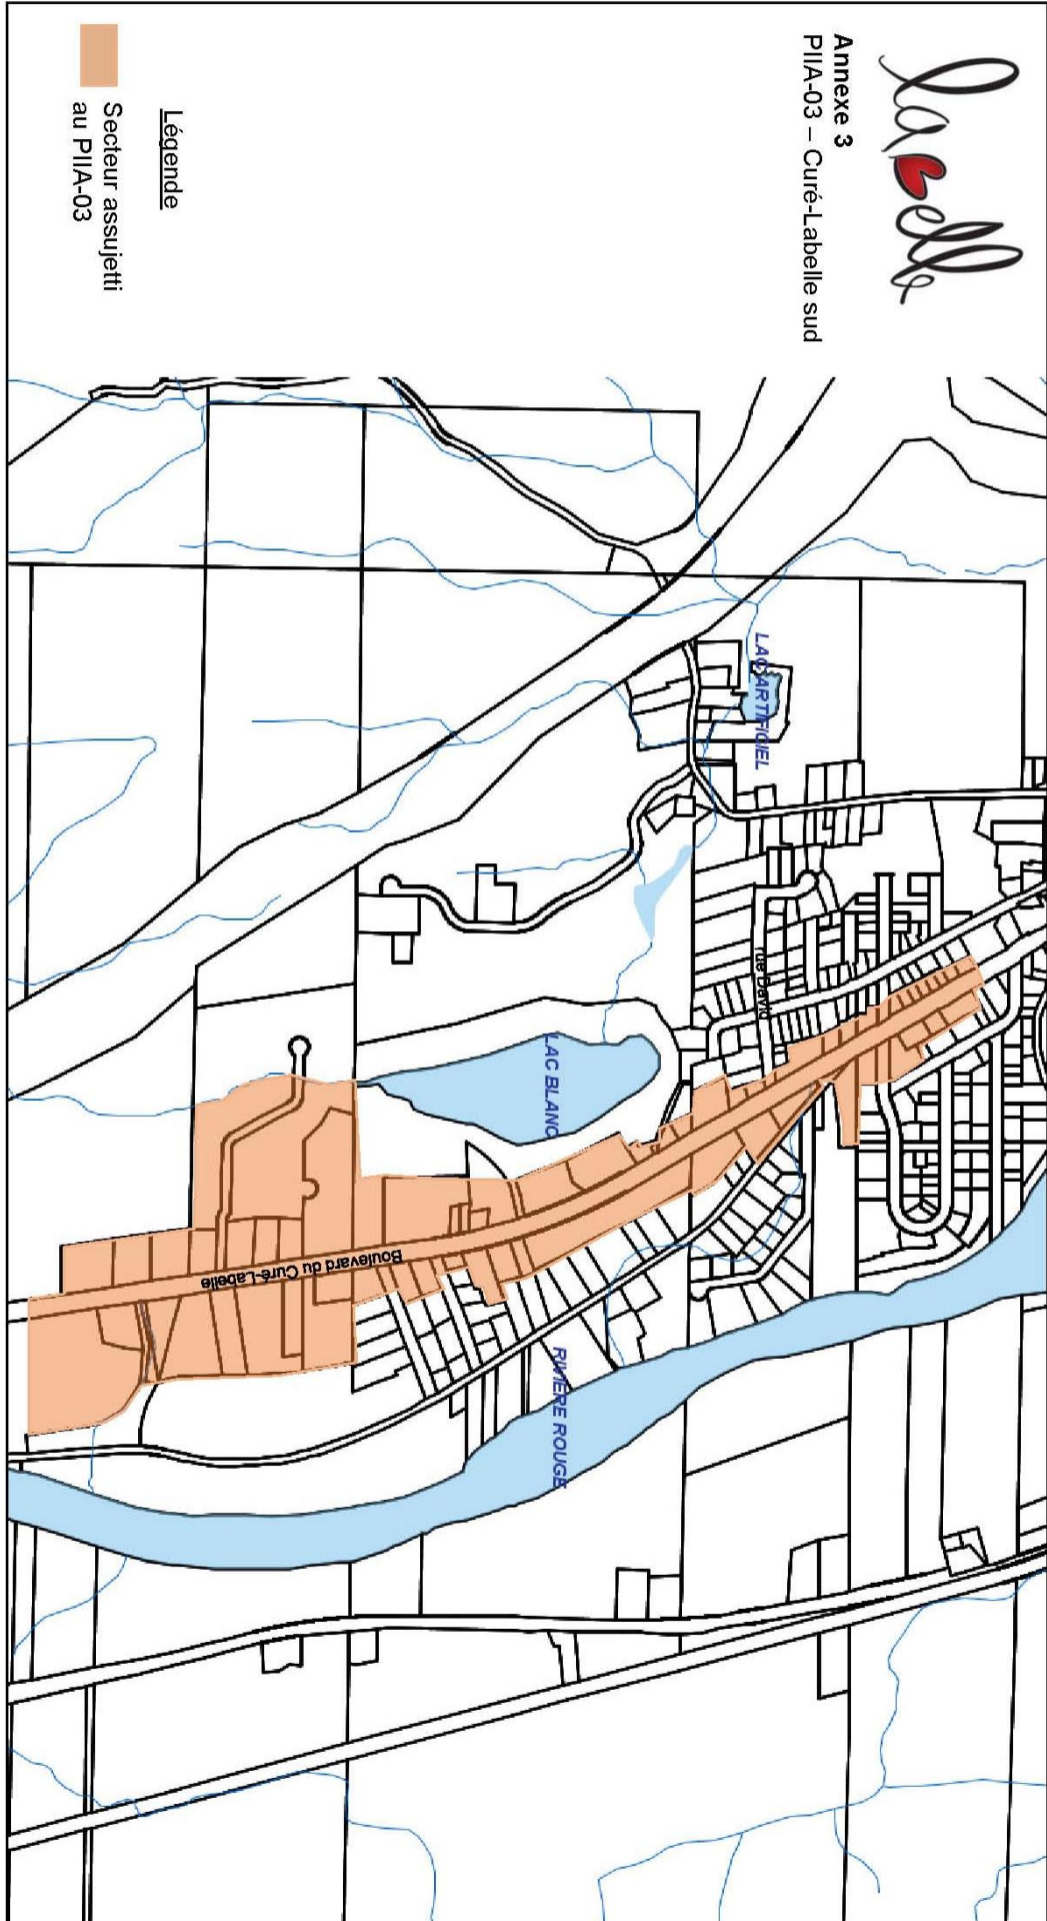 Labelle
Annexe 3
PIIA-03 – Curé-Labelle sud
Légende
Secteur assujetti
au PIIA-03
LAC ARTIFICIEL
rue David
LAC BLANC
Boulevard du Curé-Labelle
RIVIÈRE ROUGE